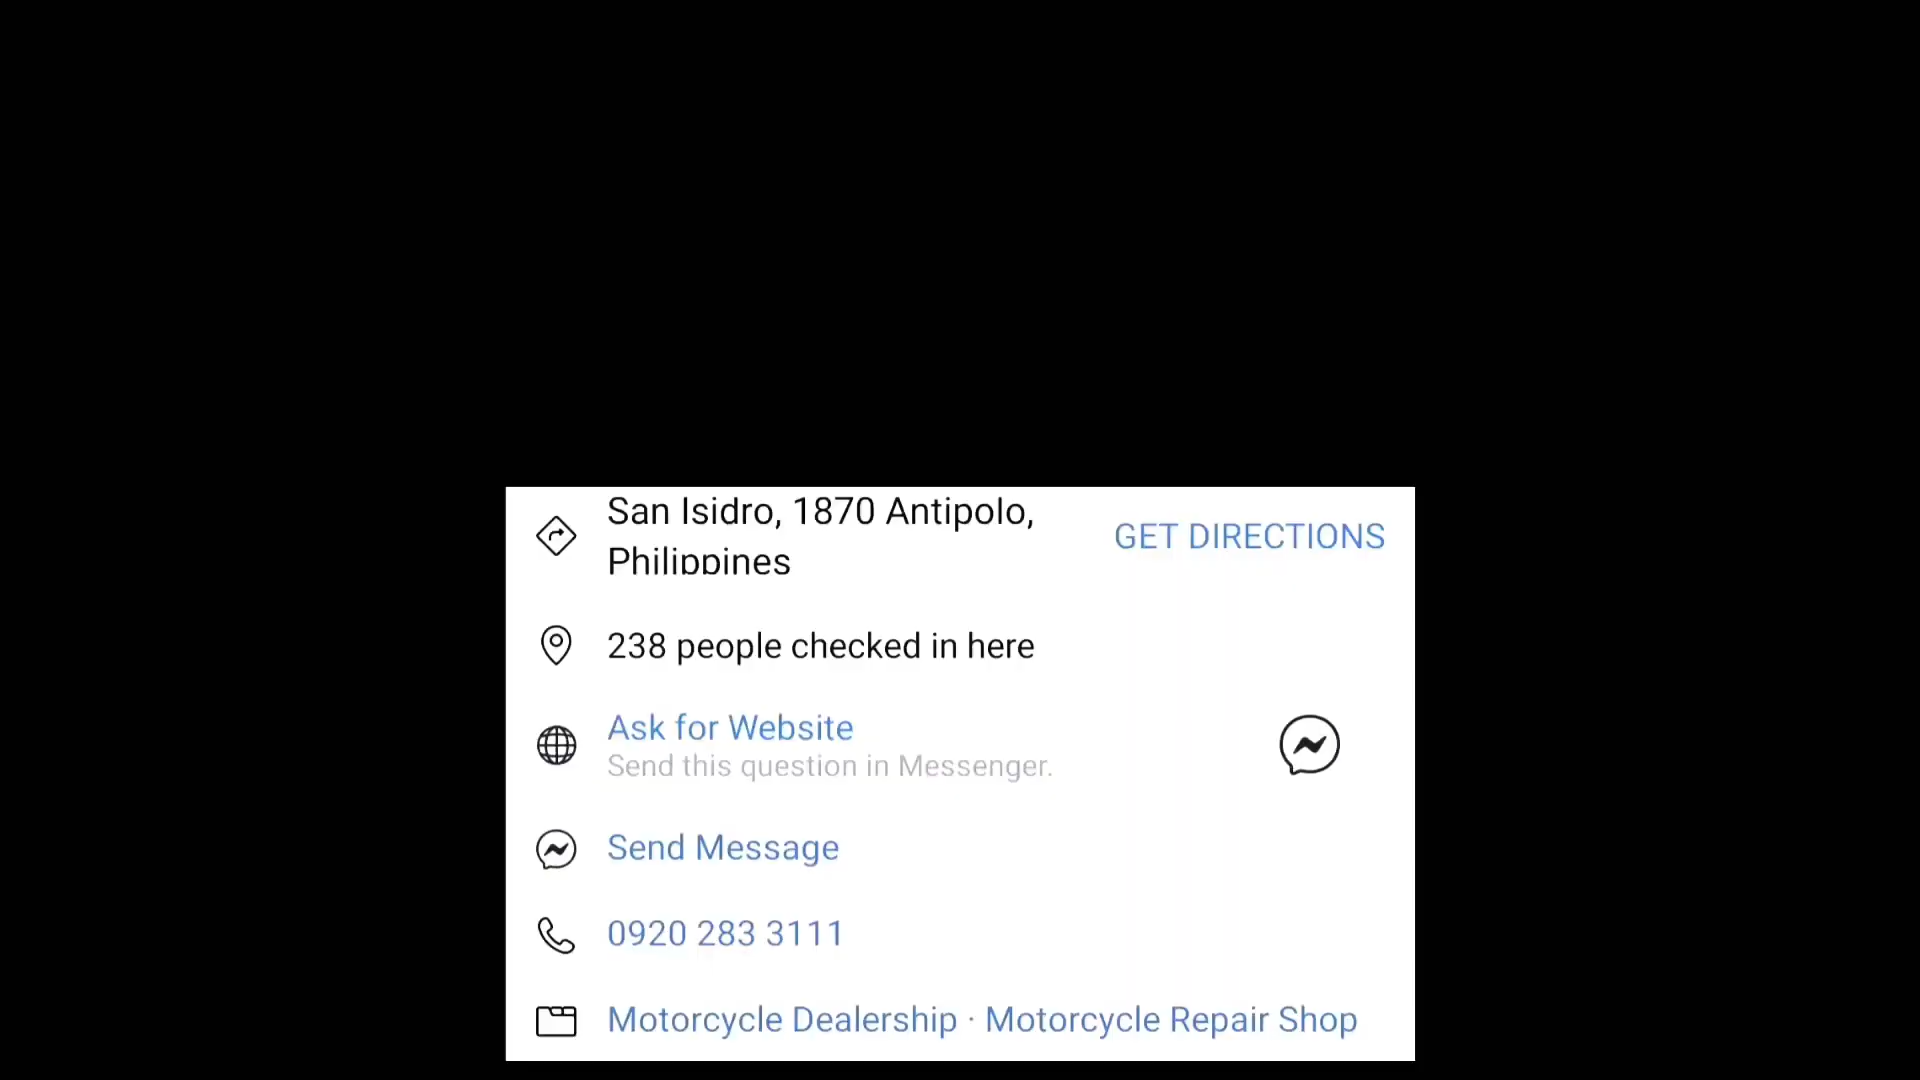 San Isidro, 1870 Antipolo,
Philippines
GET DIRECTIONS
238 people checked in here
Ask for Website
Send this question in Messenger.
Send Message
0920 283 3111
Motorcycle Dealership · Motorcycle Repair Shop